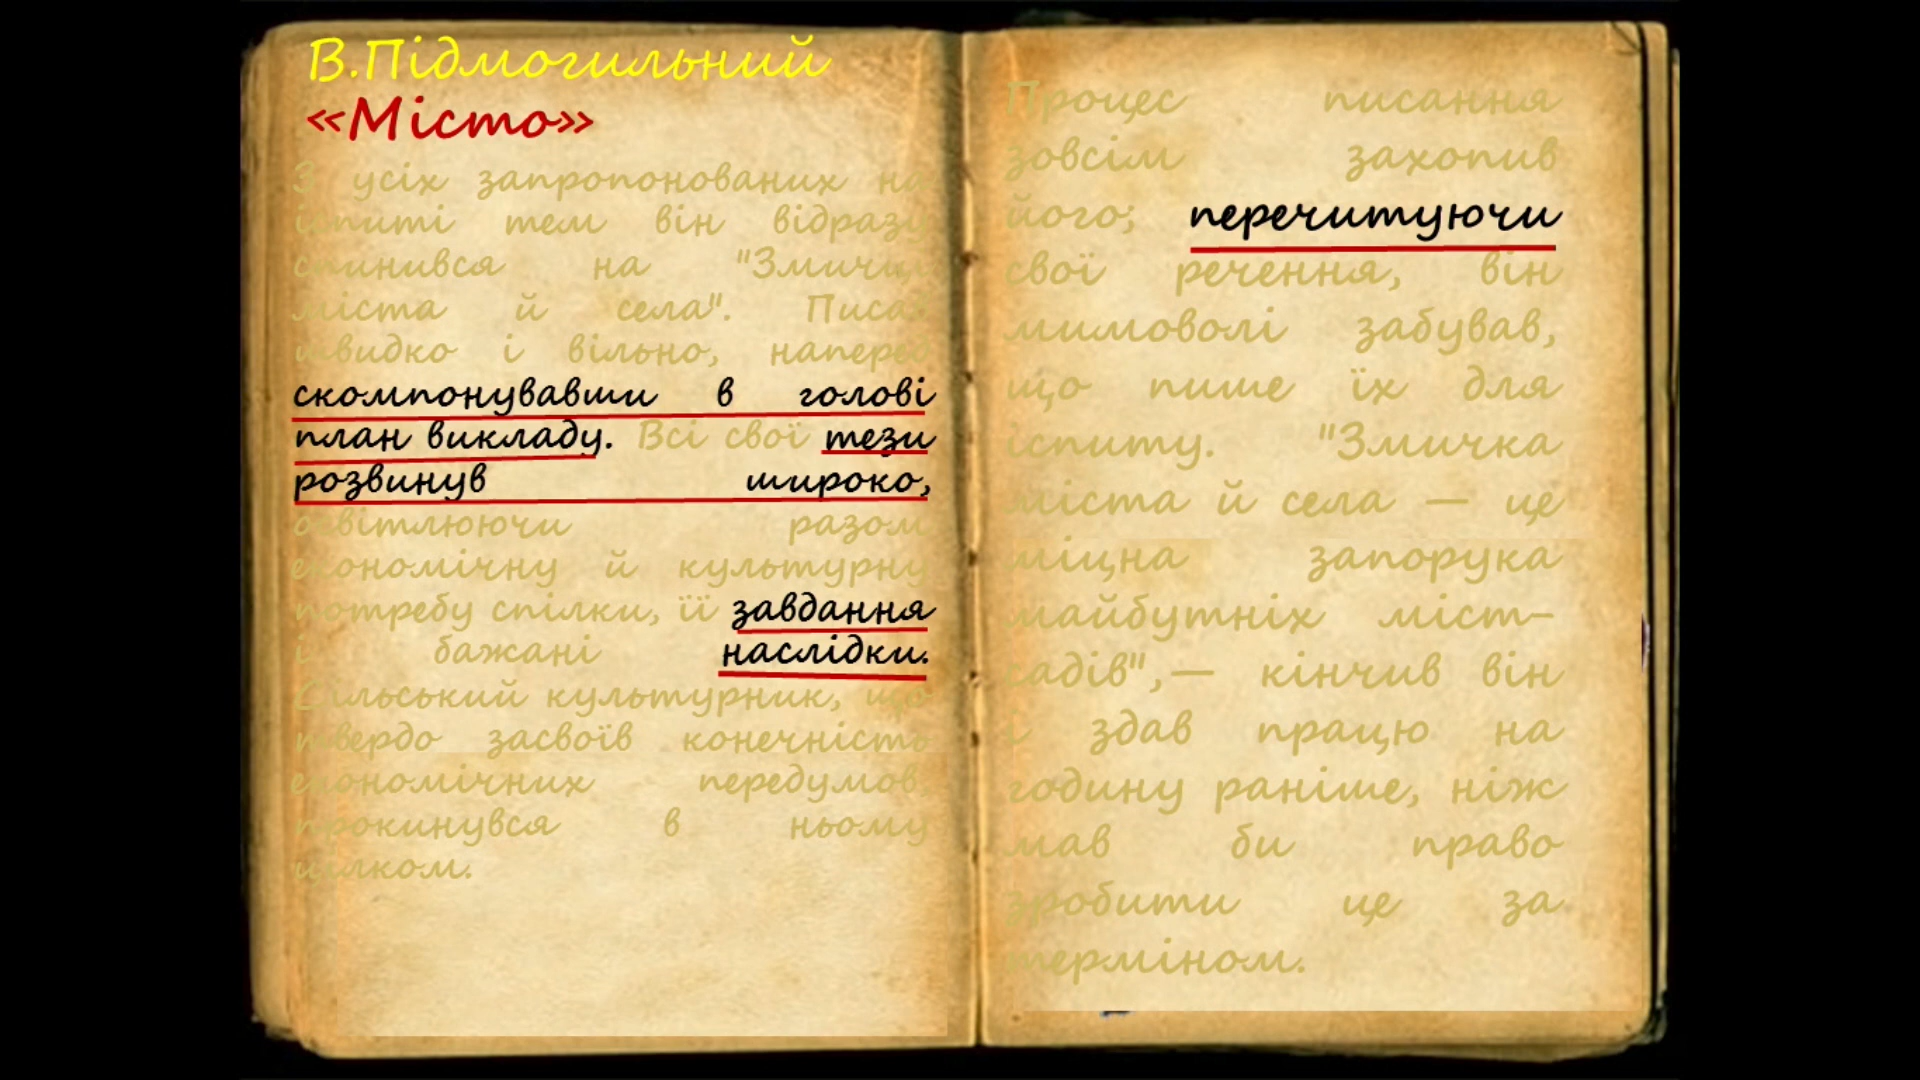 В.Підмогильний
«Місто»
З усіх запропонованих на
іспиті тем він відразу
спинився на "Змичка
міста й села". Писав
швидко і вільно, наперед
скомпонувавши в голові
план викладу. Всі свої тези
розвинув широко,
освітлюючи разом
економічну й культурну
потребу спілки, її завдання
і бажані наслідки.
Сільський культурник, що
твердо засвоїв конечність
економічних передумов,
прокинувся в ньому
цілком.
Процес писання
зовсім захопив
його; перечитуючи
свої речення, він
мимоволі забував,
що пише їх для
іспиту. "Змичка
міста й села — це
міцна запорука
майбутніх міст-
садів",— кінчив він
і здав працю на
годину раніше, ніж
мав би право
зробити це за
терміном.